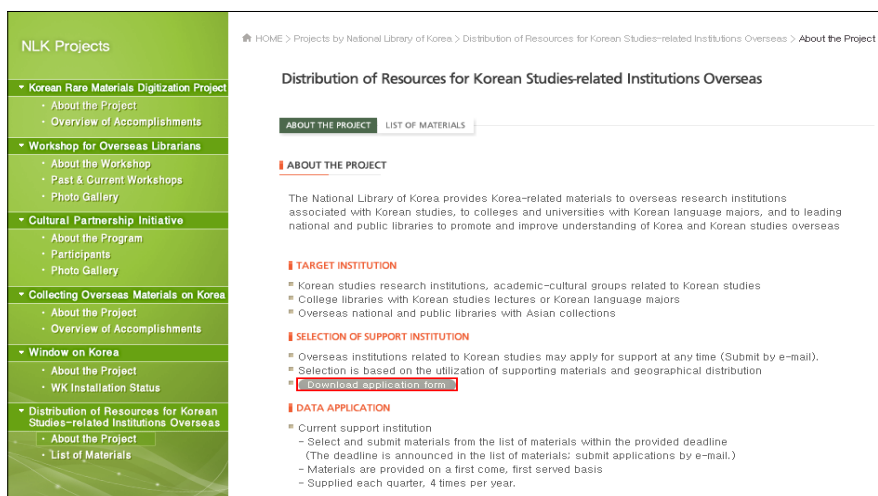 NLK Projects
Korean Rare Materials Digitization Project
About the Project
Overview of Accomplishments
Workshop for Overseas Librarians
About the Workshop
Past & Current Workshops
Photo Gallery
Cultural Partnership Initiative
About the Program
Participants
Photo Gallery
Collecting Overseas Materials on Korea
About the Project
Overview of Accomplishments
Window on Korea
About the Project
WK Installation Status
Distribution of Resources for Korean
Studies-related Institutions Overseas
About the Project
List of Materials
HOME > Projects by National Library of Korea > Distribution of Resources for Korean Studies-related Institutions Overseas > About the Project
Distribution of Resources for Korean Studies-related Institutions Overseas
ABOUT THE PROJECT LIST OF MATERIALS
ABOUT THE PROJECT
The National Library of Korea provides Korea-related materials to overseas research institutions
associated with Korean studies, to colleges and universities with Korean language majors, and to leading
national and public libraries to promote and improve understanding of Korea and Korean studies overseas
TARGET INSTITUTION
Korean studies research institutions, academic-cultural groups related to Korean studies
College libraries with Korean studies lectures or Korean language majors
Overseas national and public libraries with Asian collections
SELECTION OF SUPPORT INSTITUTION
Overseas institutions related to Korean studies may apply for support at any time (Submit by e-mail).
Selection is based on the utilization of supporting materials and geographical distribution
Download application form
DATA APPLICATION
Current support institution
- Select and submit materials from the list of materials within the provided deadline
(The deadline is announced in the list of materials: submit applications by e-mail.)
- Materials are provided on a first come, first served basis
- Supplied each quarter, 4 times per year.